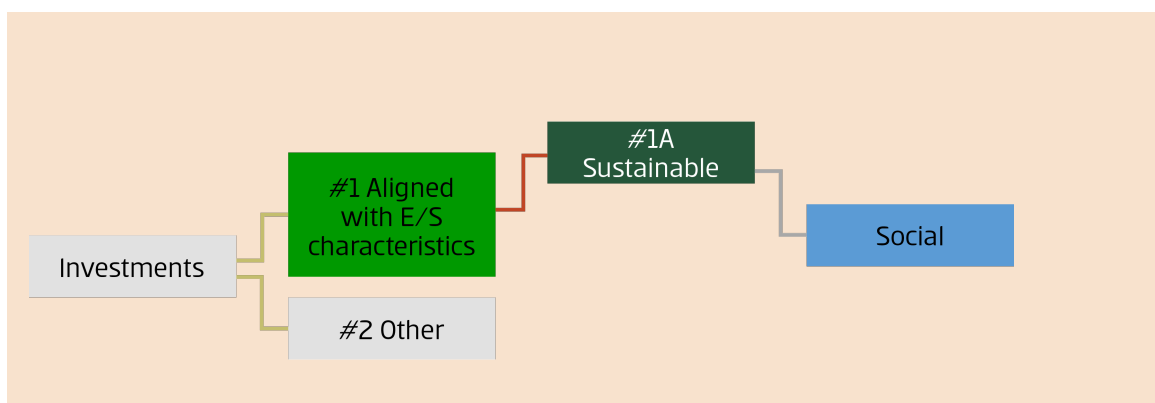 #1A
Sustainable
#1 Aligned
with E/S
characteristics
Social
Investments
#2 Other